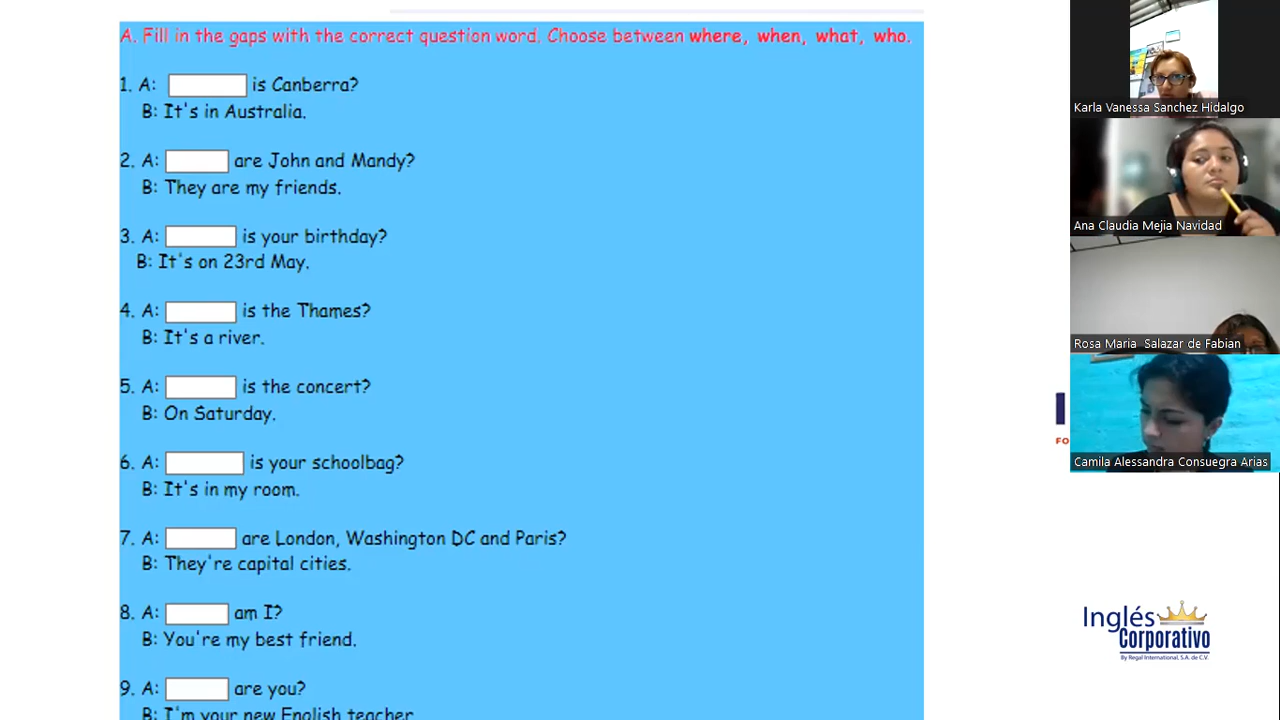 A. Fill in the gaps with the correct question word. Choose between where, when, what, who.
1. A: is Canberra?
B: It's in Australia.
2. A: are John and Mandy?
B: They are my friends.
3. A: is your birthday?
B: It's on 23rd May.
4. A: is the Thames?
B: It's a river.
5. A: is the concert?
B: On Saturday.
6. A: is your schoolbag?
B: It's in my room.
7. A: are London, Washington DC and Paris?
B: They're capital cities.
8. A: am I?
B: You're my best friend.
9. A: are you?
B: I'm your new English teacher.
Karla Vanessa Sanchez Hidalgo
Ana Claudia Mejia Navidad
Rosa Maria Salazar de Fabian
Camila Alessandra Consuegra Arias
I
FO
Inglés
Corporativo
By Regal International, S.A. de C.V.